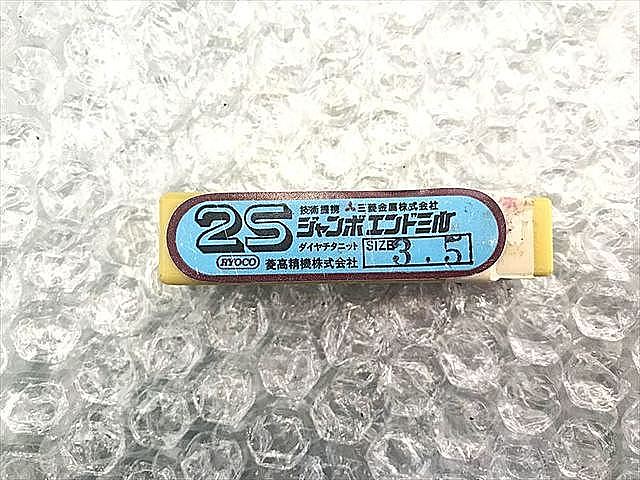 2S
技術提携 三菱金属株式会社
ジャンボエンドミル
ダイヤチタニット SIZE 3.5
RYOCO 菱高精機株式会社